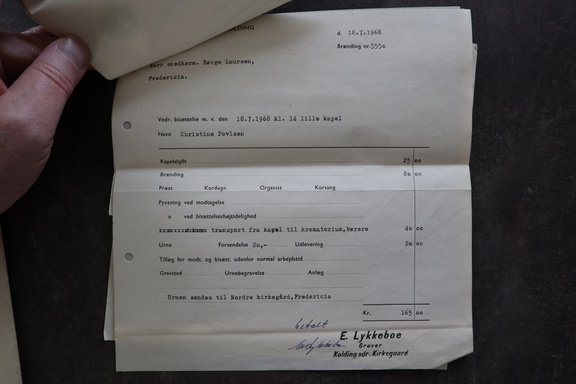 d. 18.7.1968
Brænding nr. 5550
Herr snedkerm. Børge Laursen,
Fredericia.
Vedr. bisættelse m. v. den 18.7.1968 kl. 14 lille kapel
Navn Christina Povlsen
Kapelafgift 25 00
Brænding 80 00
Præst Kordegn Organist Korsang
Pyntning ved modtagelse
» ved bisættelseshøjtidelighed
transport fra kapel til krematorium, bærere 40 00
Urne Forsendelse 20,- Udlevering 20 00
Tillæg for modt. og bisætt. udenfor normal arbejdstid
Gravsted Urnebegravelse Anlæg
Urnen sendes til Nordre kirkegård, Fredericia
Kr. 165 00
betalt
E. Lykkeboe
Graver
Kolding sdr. Kirkegaard